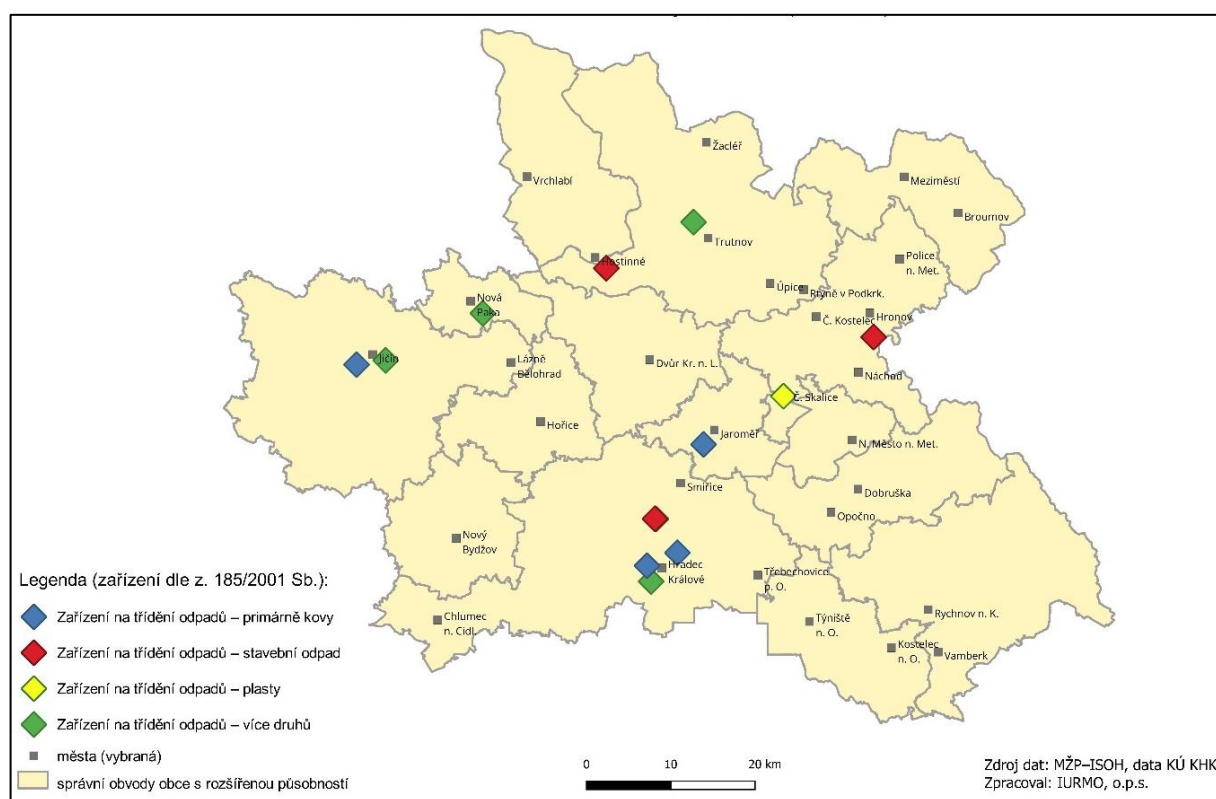 Žacléř
Vrchlabí
Meziměstí
Broumov
Trutnov
Hostinné
Police
n. Met.
Úpice
Rtyně v Podkrk.
Nová
Paka
Č. Kostelec
Hronov
Jičín
Lázně
Bělohrad
Dvůr Kr. n. L.
Náchod
Č. Skalice
Hořice
Jaroměř
N. Město n. Met.
Smiřice
Dobruška
Opočno
Nový
Bydžov
Hradec
Králové
Třebechovice
p. O.
Legenda (zařízení dle z. 185/2001 Sb.):
Zařízení na třídění odpadů – primárně kovy
Zařízení na třídění odpadů – stavební odpad
Zařízení na třídění odpadů – plasty
Zařízení na třídění odpadů – více druhů
města (vybraná)
správní obvody obce s rozšířenou působností
Chlumec
n. Cidl.
Týniště
n. O.
Rychnov n. K.
Kostelec
n. O.
Vamberk
0 10 20 km
Zdroj dat: MŽP–ISOH, data KÚ KHK
Zpracoval: IURMO, o.p.s.